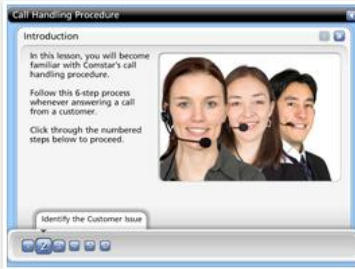 Call Handling Procedure
Introduction
In this lesson, you will become
familiar with Comstar's call
handling procedure.
Follow this 6-step process
whenever answering a call
from a customer.
Click through the numbered
steps below to proceed.
Identify the Customer Issue
2